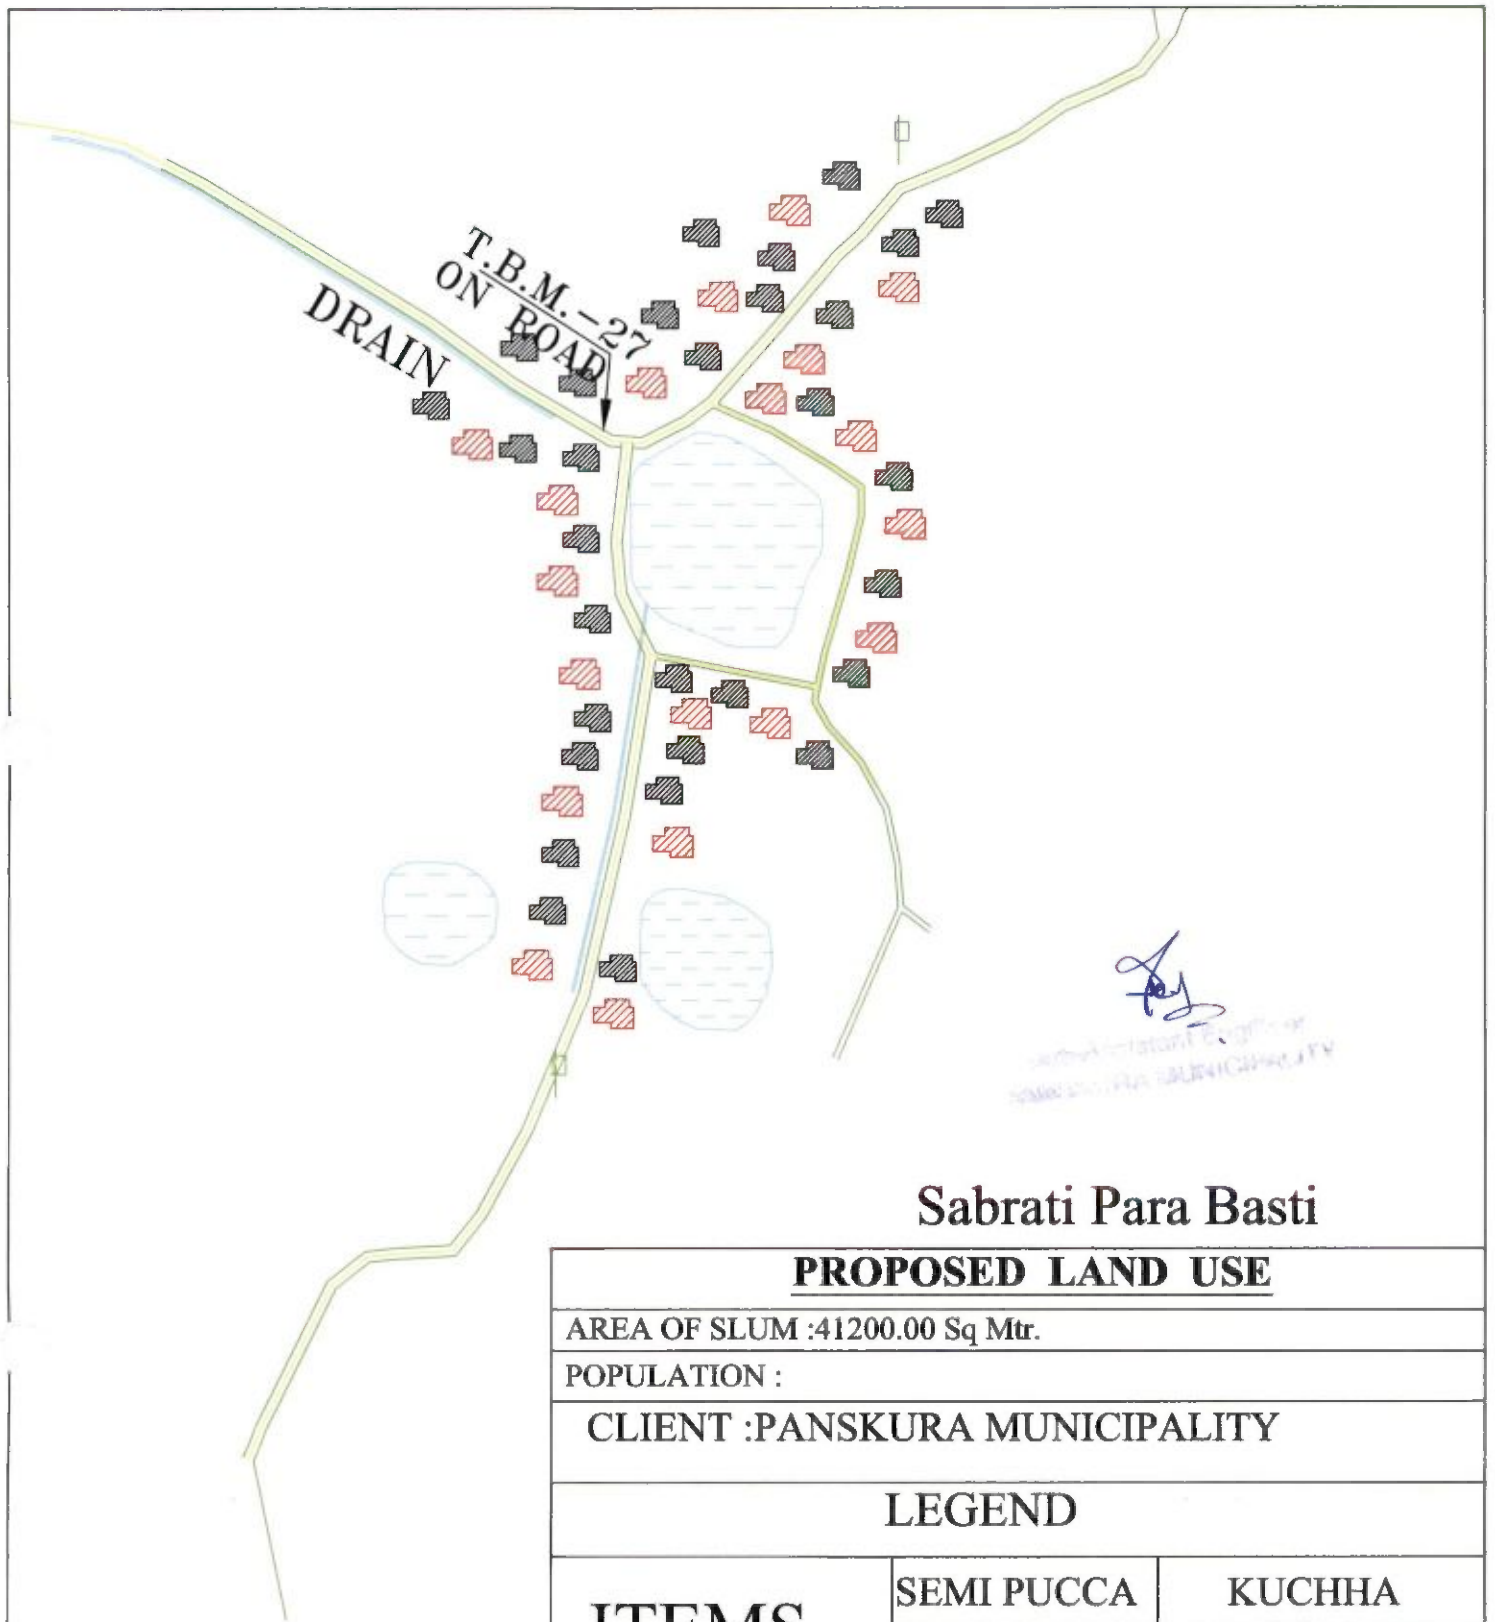 T.B.M.-27
ON ROAD
DRAIN
Sabrati Para Basti
PROPOSED LAND USE
AREA OF SLUM :41200.00 Sq Mtr.
POPULATION :
CLIENT :PANSKURA MUNICIPALITY
LEGEND
ITEMS
SEMI PUCCA
KUCHHA